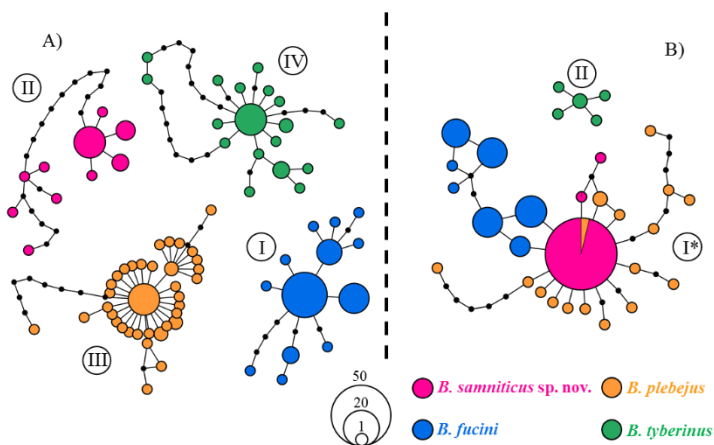 A)
B)
II
IV
II
I
I*
III
50
20
1
B. samniticus sp. nov.
B. plebejus
B. fucini
B. tyberinus